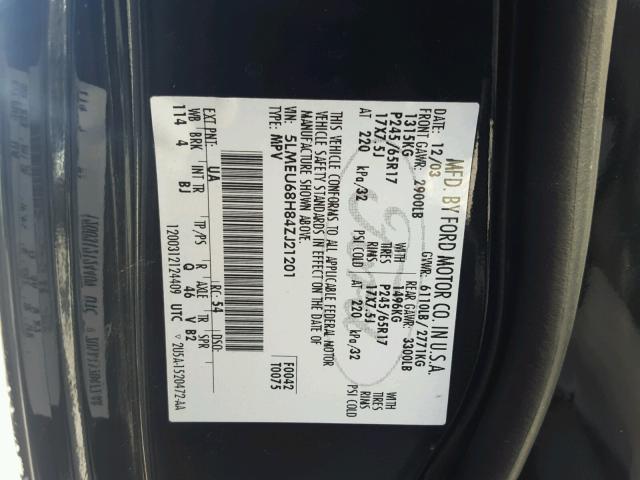 MFD. BY FORD MOTOR CO. IN U.S.A.
DATE: 12/03 GVWR: 6110LB/2771KG
FRONT GAWR: 2900LB REAR GAWR: 3300LB
1315KG WITH 1496KG WITH
P245/65R17 TIRES P245/65R17 TIRES
17X7.5J RIMS 17X7.5J RIMS
AT 220 kPa/32 PSI COLD AT 220 kPa/32 PSI COLD
THIS VEHICLE CONFORMS TO ALL APPLICABLE FEDERAL MOTOR
VEHICLE SAFETY STANDARDS IN EFFECT ON THE DATE OF
MANUFACTURE SHOWN ABOVE.
VIN: 5LMEU68H84ZJ21201 F0042
TYPE: MPV T0075
EXT PNT: UA RC: 54 DSO:
WB BRK INT TR TP/PS R AXLE TR SPR
114 4 BJ Q 46 V B2
12003121224409 UTC 2U5A-1520472-AA